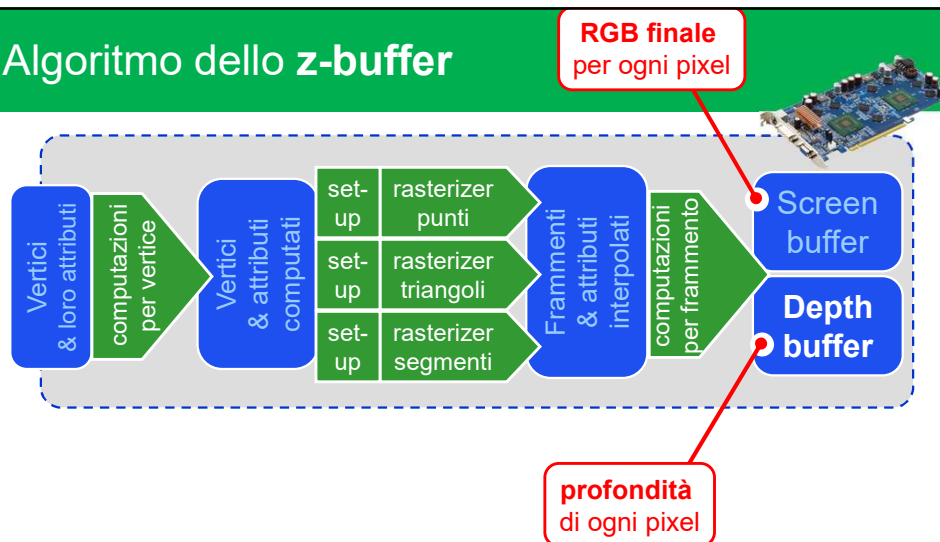 Algoritmo dello z-buffer
RGB finale
per ogni pixel
Vertici
& loro attributi
computazioni
per vertice
Vertici
& attributi
computati
set-
up
rasterizer
punti
set-
up
rasterizer
triangoli
set-
up
rasterizer
segmenti
Frammenti
& attributi
interpolati
computazioni
per frammento
Screen
buffer
Depth
buffer
profondità
di ogni pixel